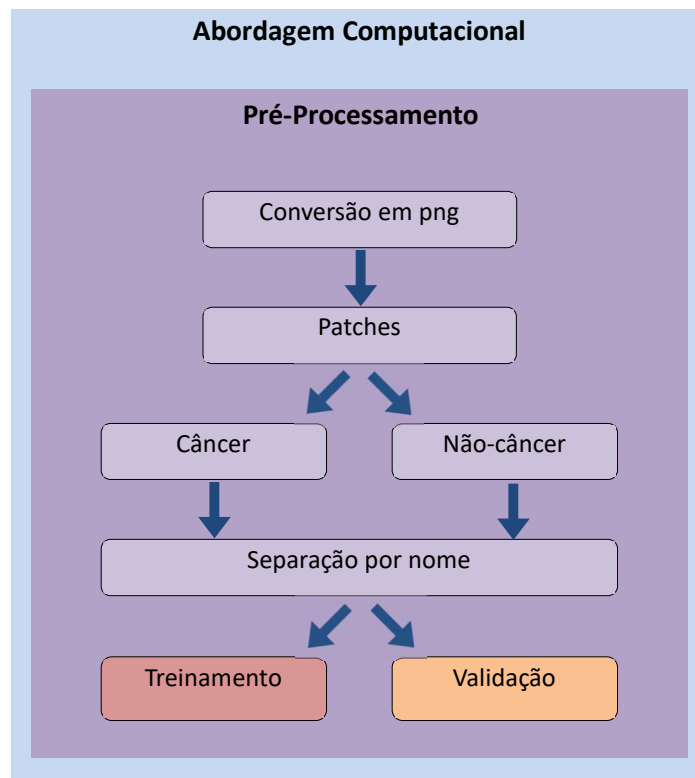 Abordagem Computacional
Pré-Processamento
Conversão em png
Patches
Câncer
Não-câncer
Separação por nome
Treinamento
Validação